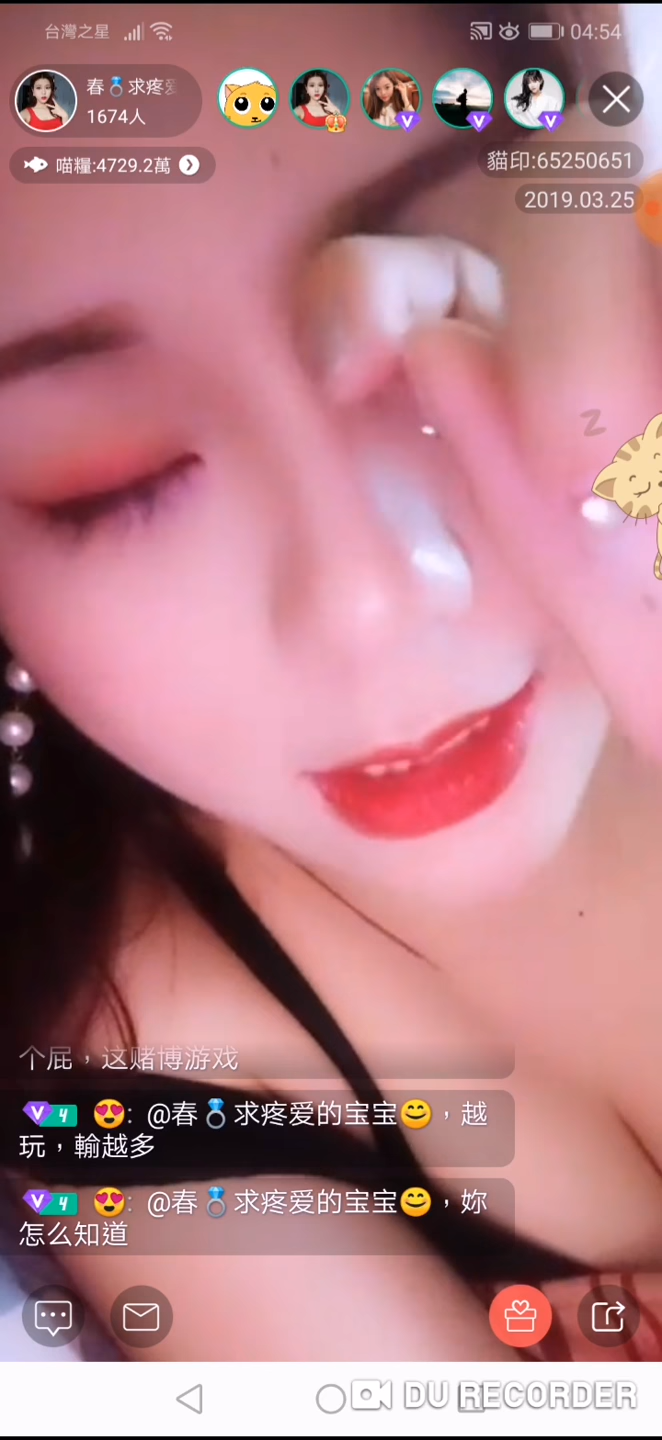 台灣之星
04:54
春💍求疼爱
1674人
喵糧:4729.2萬
貓印:65250651
2019.03.25
V
V
V
z
个屁，这赌博游戏
V 4 😍: @春💍求疼爱的宝宝😊，越
玩，輸越多
V 4 😍: @春💍求疼爱的宝宝😊，妳
怎么知道
DU RECORDER